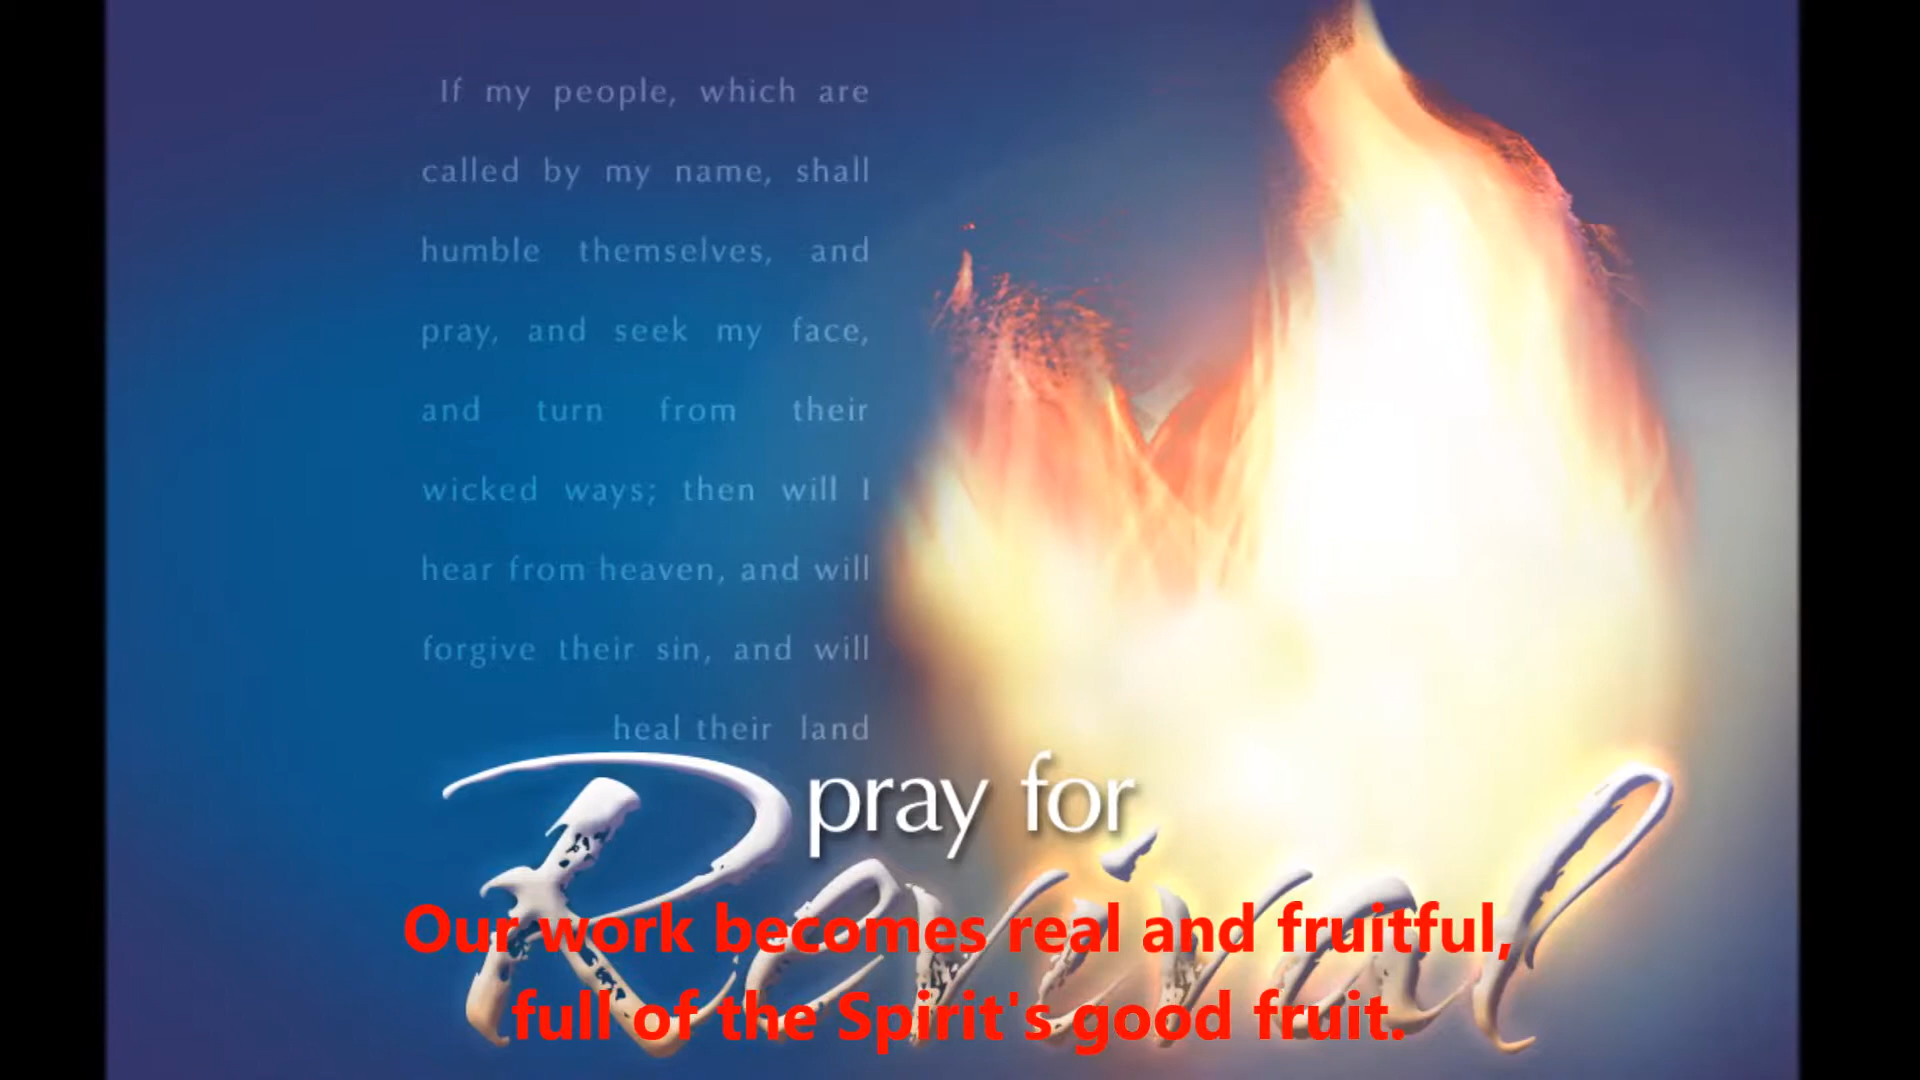 If my people, which are
called by my name, shall
humble themselves, and
pray, and seek my face,
and turn from their
wicked ways; then will I
hear from heaven, and will
forgive their sin, and will
heal their land
pray for
Revival
Our work becomes real and fruitful,
full of the Spirit's good fruit.